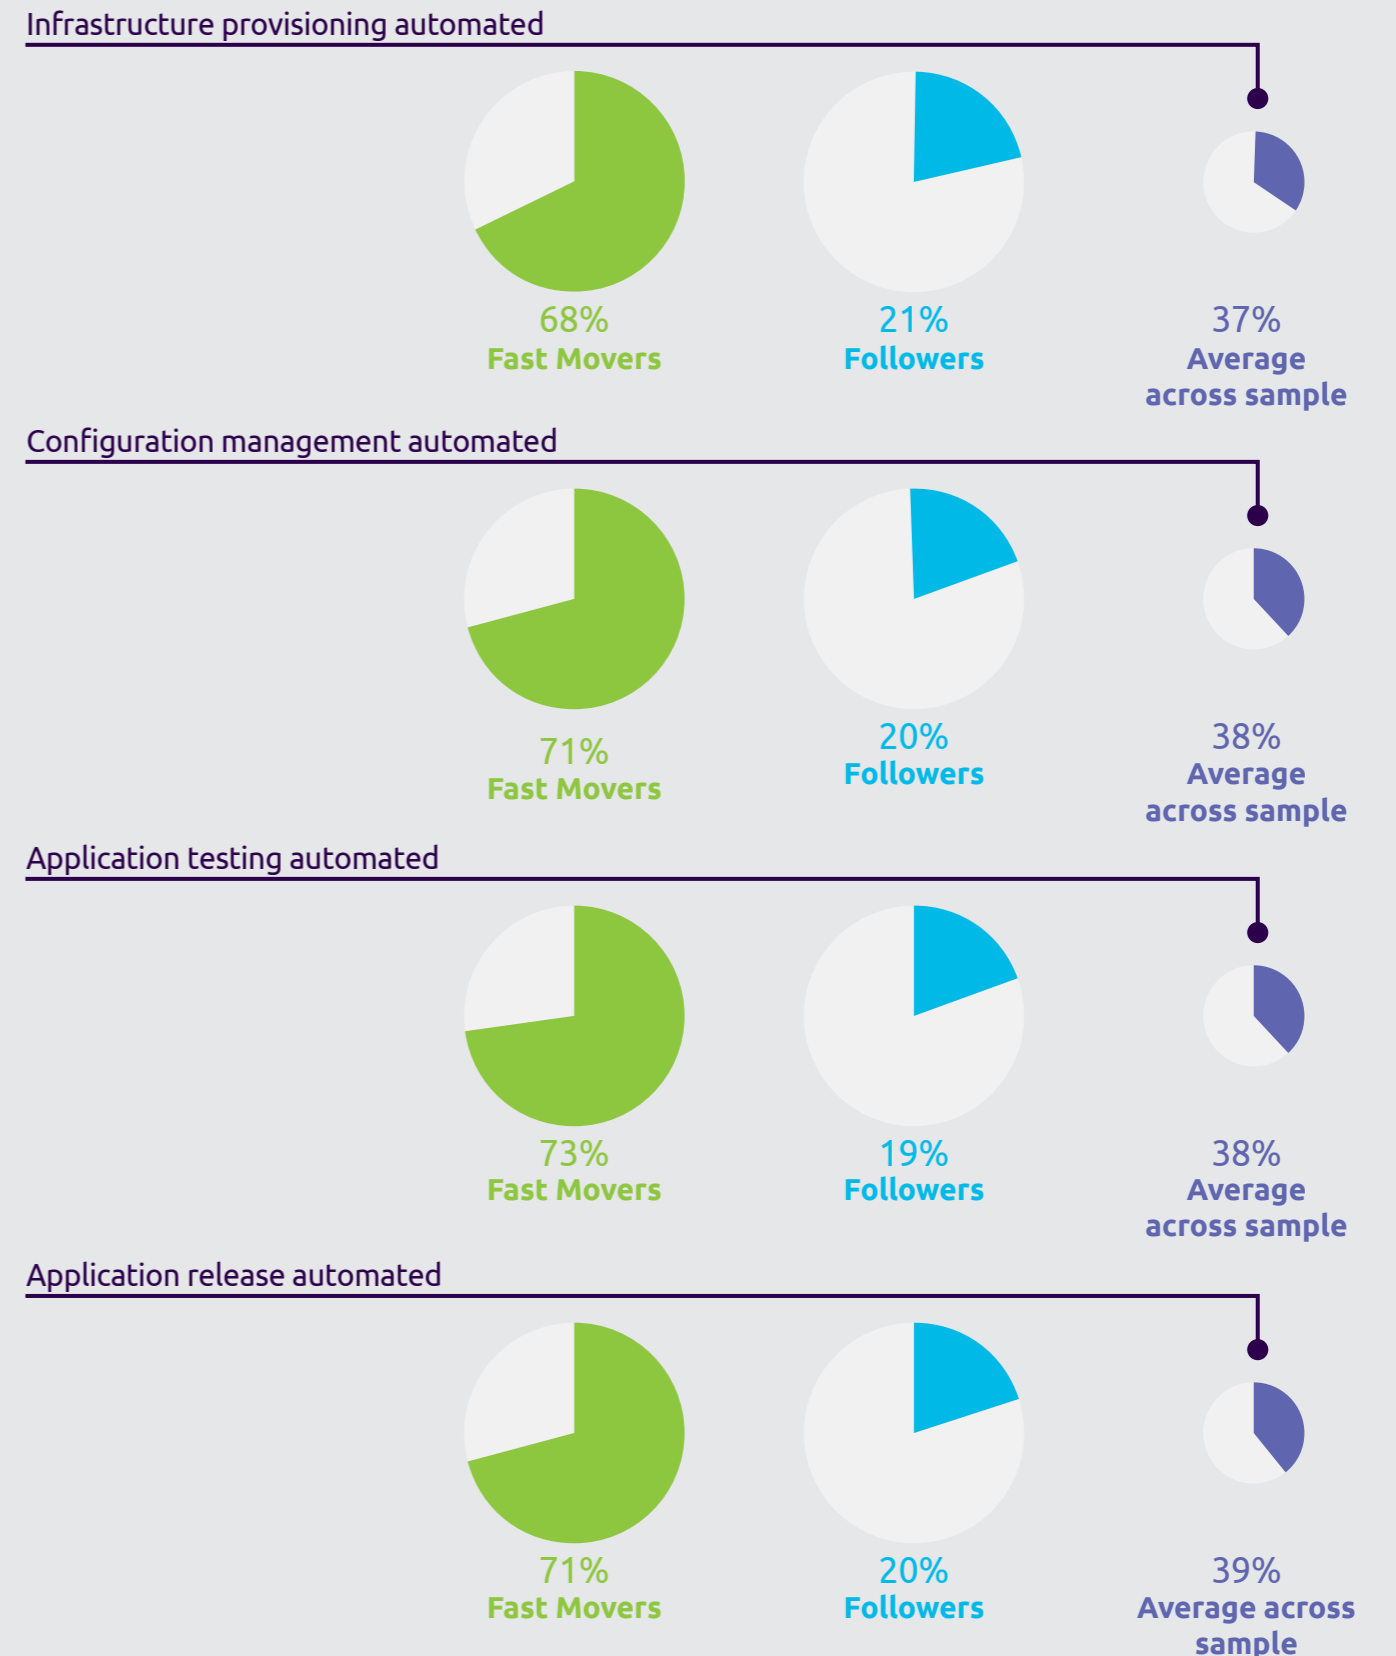 Infrastructure provisioning automated
68%
Fast Movers
21%
Followers
37%
Average
across sample
Configuration management automated
71%
Fast Movers
20%
Followers
38%
Average
across sample
Application testing automated
73%
Fast Movers
19%
Followers
38%
Average
across sample
Application release automated
71%
Fast Movers
20%
Followers
39%
Average across
sample